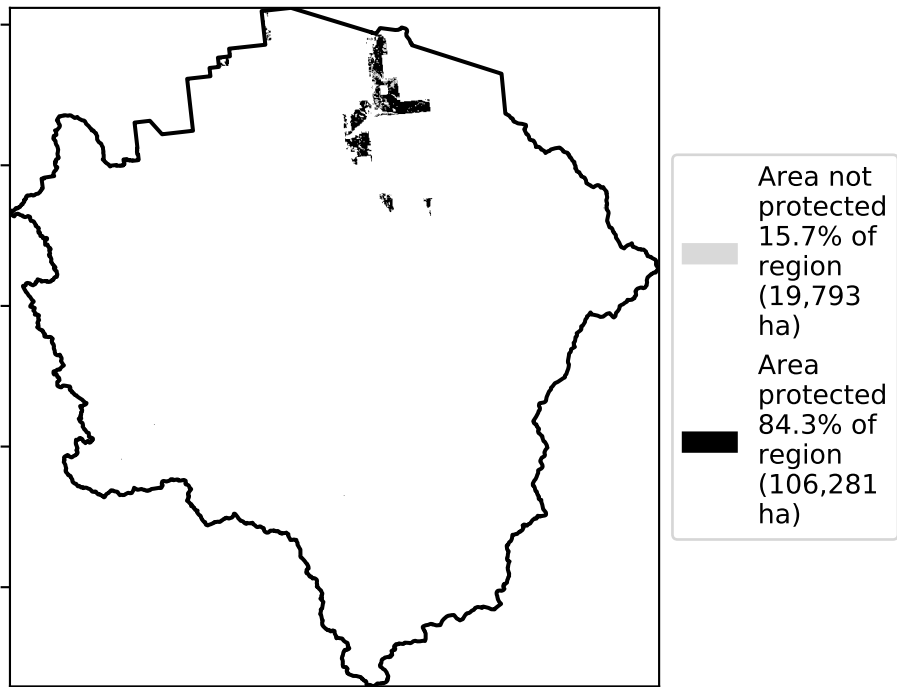 Area not
protected
15.7% of
region
(19,793
ha)
Area
protected
84.3% of
region
(106,281
ha)